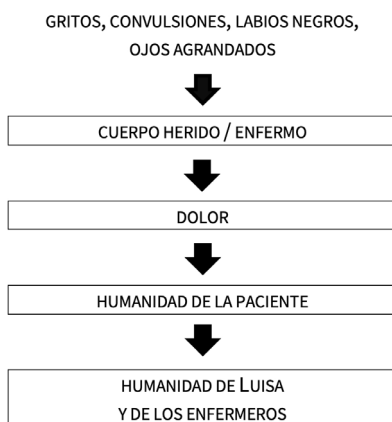 GRITOS, CONVULSIONES, LABIOS NEGROS,
OJOS AGRANDADOS
CUERPO HERIDO / ENFERMO
DOLOR
HUMANIDAD DE LA PACIENTE
HUMANIDAD DE LUISA
Y DE LOS ENFERMEROS